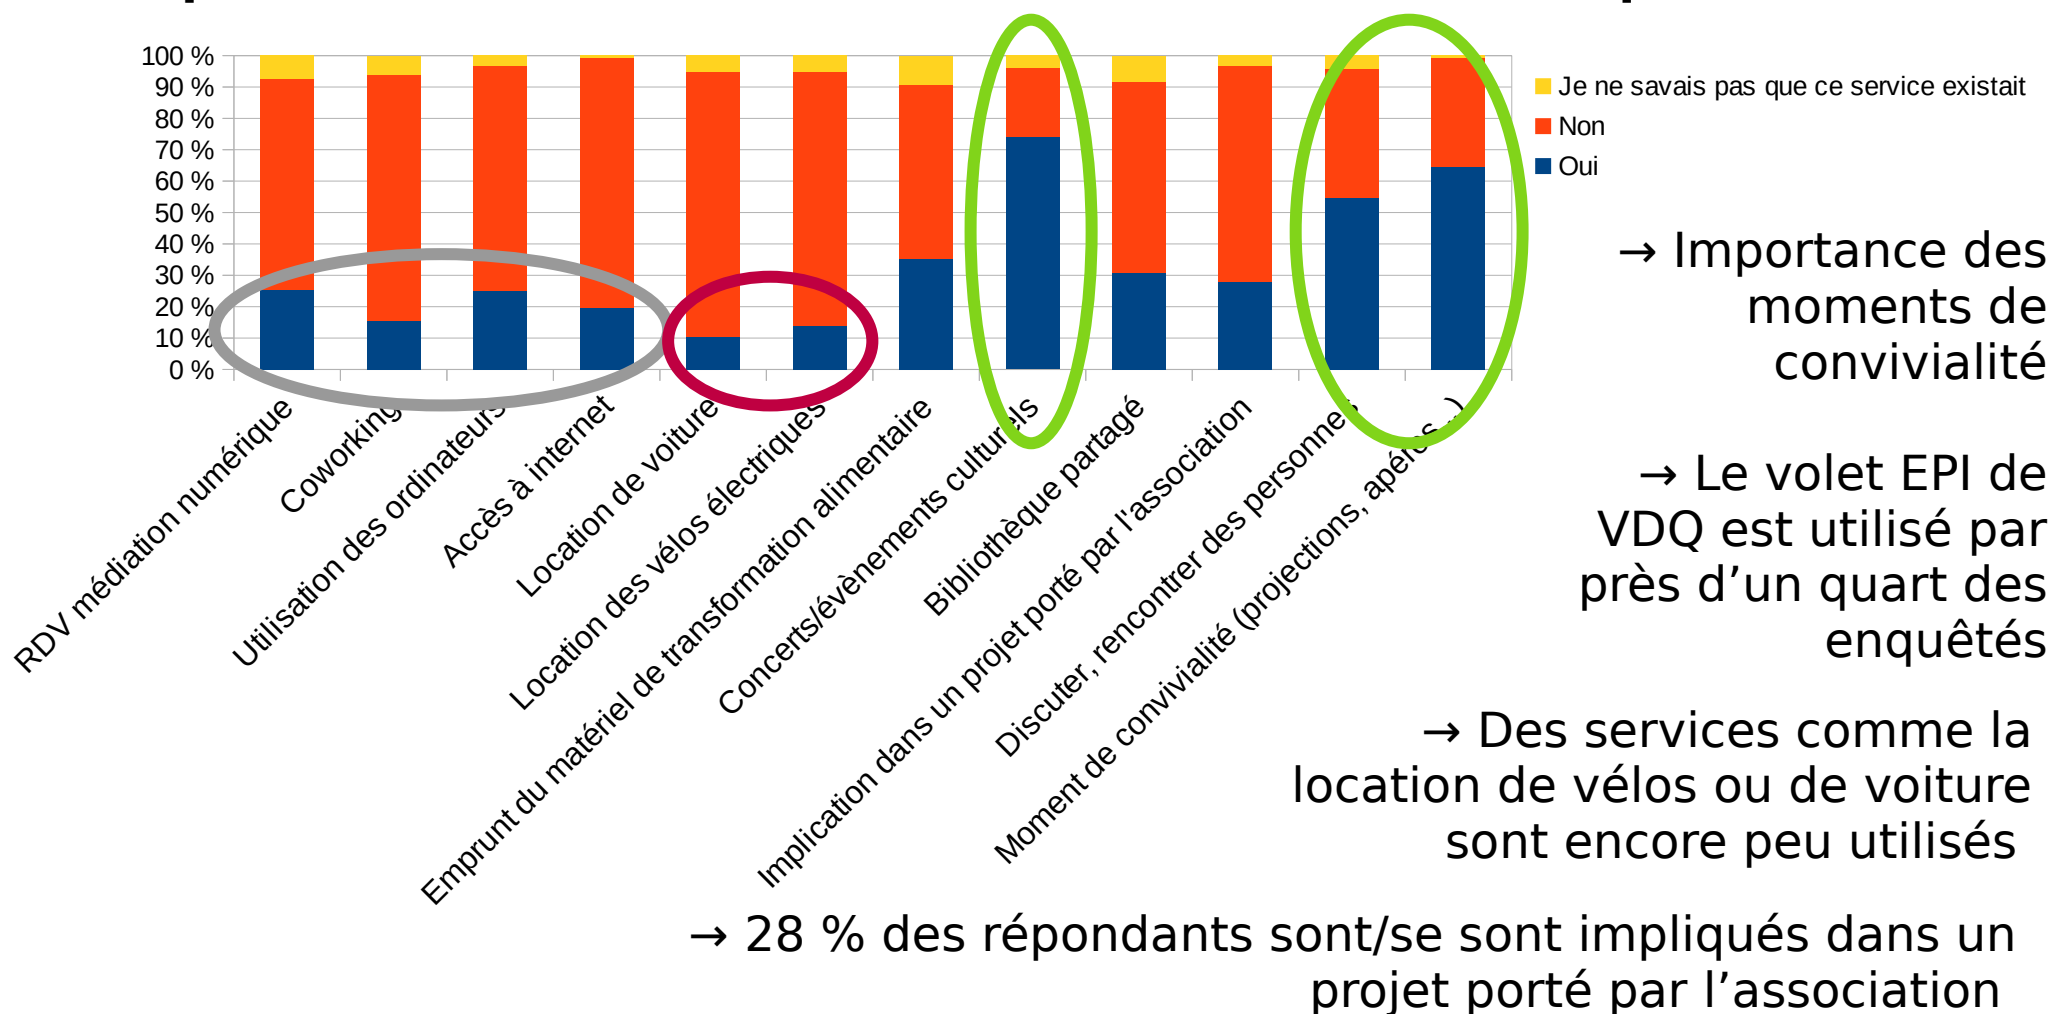 100 %
90 %
80 %
70 %
60 %
50 %
40 %
30 %
20 %
10 %
0 %
RDV médiation numérique
Coworking
Utilisation des ordinateurs
Accès à internet
Location de voiture
Location des vélos électriques
Emprunt du matériel de transformation alimentaire
Concerts/évènements culturels
Bibliothèque partagé
Implication dans un projet porté par l'association
Discuter, rencontrer des personnes
Moment de convivialité (projections, apéros..)
Je ne savais pas que ce service existait
Non
Oui
→ Importance des
moments de
convivialité
→ Le volet EPI de
VDQ est utilisé par
près d’un quart des
enquêtés
→ Des services comme la
location de vélos ou de voiture
sont encore peu utilisés
→ 28 % des répondants sont/se sont impliqués dans un
projet porté par l’association